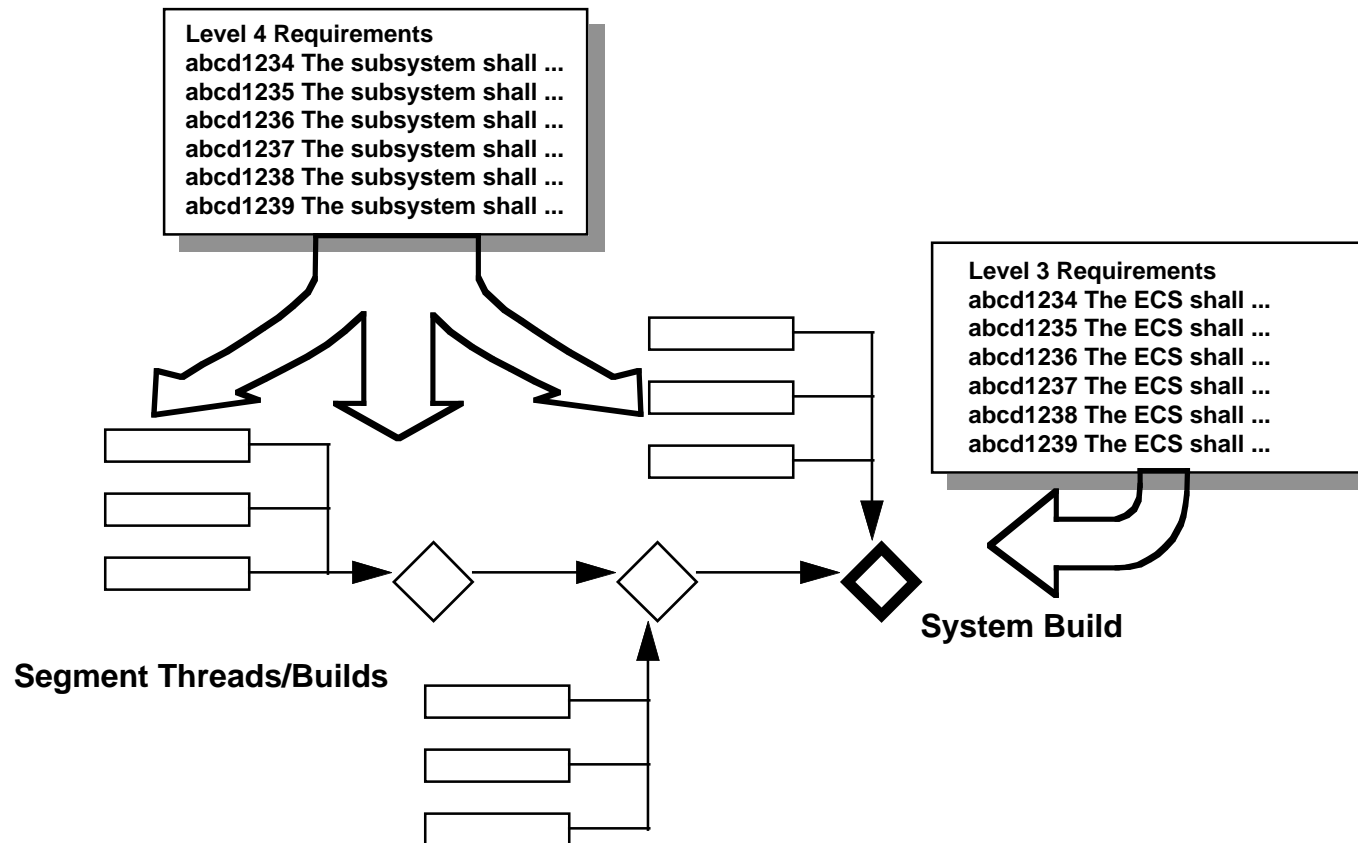 Level 4 Requirements
abcd1234 The subsystem shall ...
abcd1235 The subsystem shall ...
abcd1236 The subsystem shall ...
abcd1237 The subsystem shall ...
abcd1238 The subsystem shall ...
abcd1239 The subsystem shall ...
Level 3 Requirements
abcd1234 The ECS shall ...
abcd1235 The ECS shall ...
abcd1236 The ECS shall ...
abcd1237 The ECS shall ...
abcd1238 The ECS shall ...
abcd1239 The ECS shall ...
System Build
Segment Threads/Builds